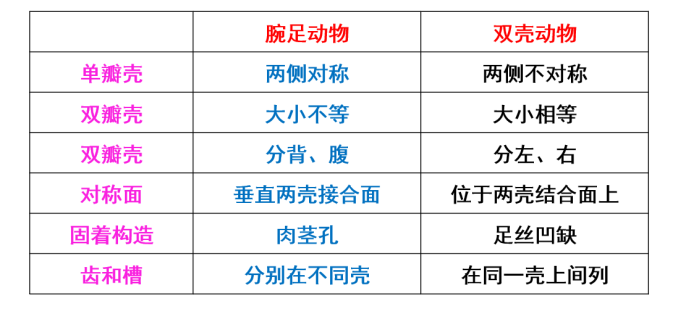 腕足动物 双壳动物
单瓣壳 两侧对称 两侧不对称
双瓣壳 大小不等 大小相等
双瓣壳 分背、腹 分左、右
对称面 垂直两壳接合面 位于两壳结合面上
固着构造 肉茎孔 足丝凹缺
齿和槽 分别在不同壳 在同一壳上间列